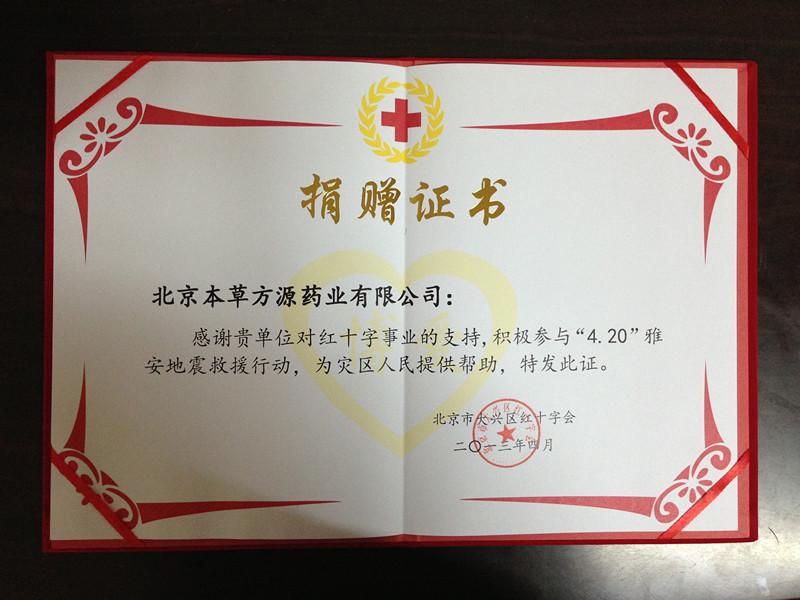 捐赠证书
北京本草方源药业有限公司：
感谢贵单位对红十字事业的支持，积极参与“4.20”雅
安地震救援行动，为灾区人民提供帮助，特发此证。
北京市大兴区红十字会
二〇一三年四月